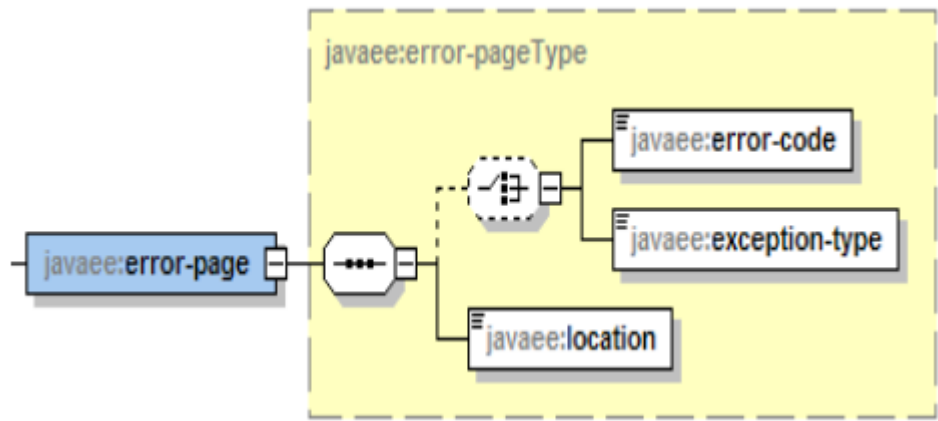 javaee:error-pageType
javaee:error-code
javaee:exception-type
javaee:error-page
javaee:location